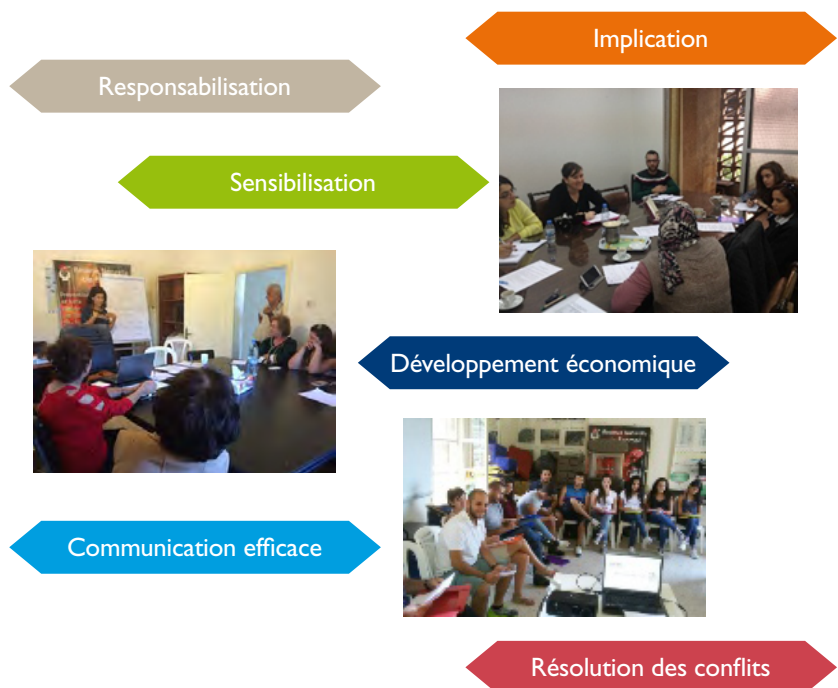 Implication
Responsabilisation
Sensibilisation
Développement économique
Communication efficace
Résolution des conflits